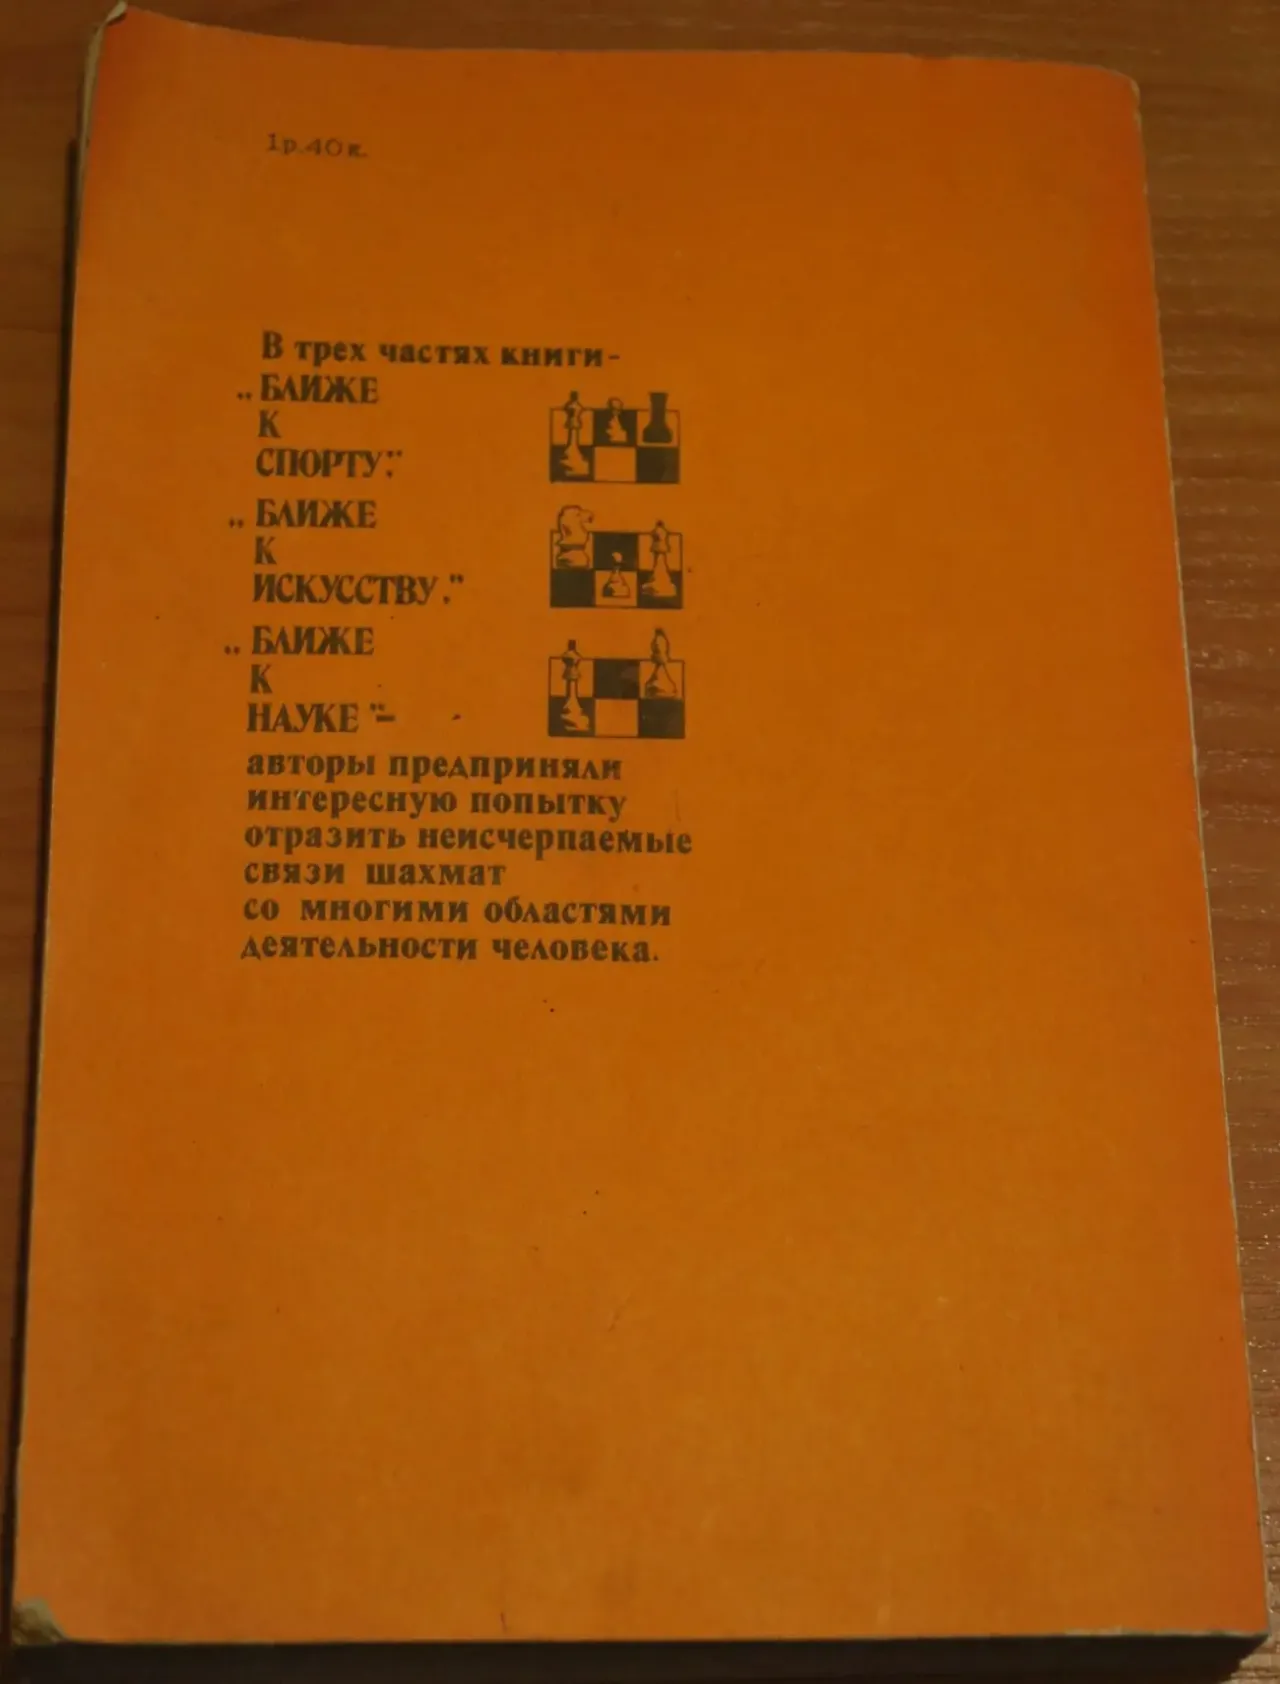 1р.40к.
В трех частях книги-
„БЛИЖЕ
К
СПОРТУ",
„БЛИЖЕ
К
ИСКУССТВУ",
„БЛИЖЕ
К
НАУКЕ"-
авторы предприняли
интересную попытку
отразить неисчерпаемые
связи шахмат
со многими областями
деятельности человека.